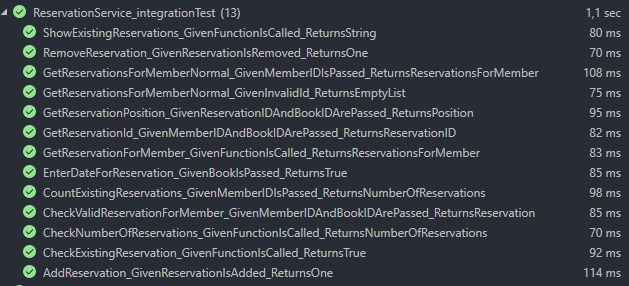 ReservationService_integrationTest (13) 1,1 sec
ShowExistingReservations_GivenFunctionIsCalled_ReturnsString 80 ms
RemoveReservation_GivenReservationIsRemoved_ReturnsOne 70 ms
GetReservationsForMemberNormal_GivenMemberIDIsPassed_ReturnsReservationsForMember 108 ms
GetReservationsForMemberNormal_GivenInvalidId_ReturnsEmptyList 75 ms
GetReservationPosition_GivenReservationIDAndBookIDArePassed_ReturnsPosition 95 ms
GetReservationId_GivenMemberIDAndBookIDArePassed_ReturnsReservationID 82 ms
GetReservationForMember_GivenFunctionIsCalled_ReturnsReservationsForMember 83 ms
EnterDateForReservation_GivenBookIsPassed_ReturnsTrue 85 ms
CountExistingReservations_GivenMemberIDIsPassed_ReturnsNumberOfReservations 98 ms
CheckValidReservationForMember_GivenMemberIDAndBookIDArePassed_ReturnsReservation 85 ms
CheckNumberOfReservations_GivenFunctionIsCalled_ReturnsNumberOfReservations 70 ms
CheckExistingReservation_GivenFunctionIsCalled_ReturnsTrue 92 ms
AddReservation_GivenReservationIsAdded_ReturnsOne 114 ms